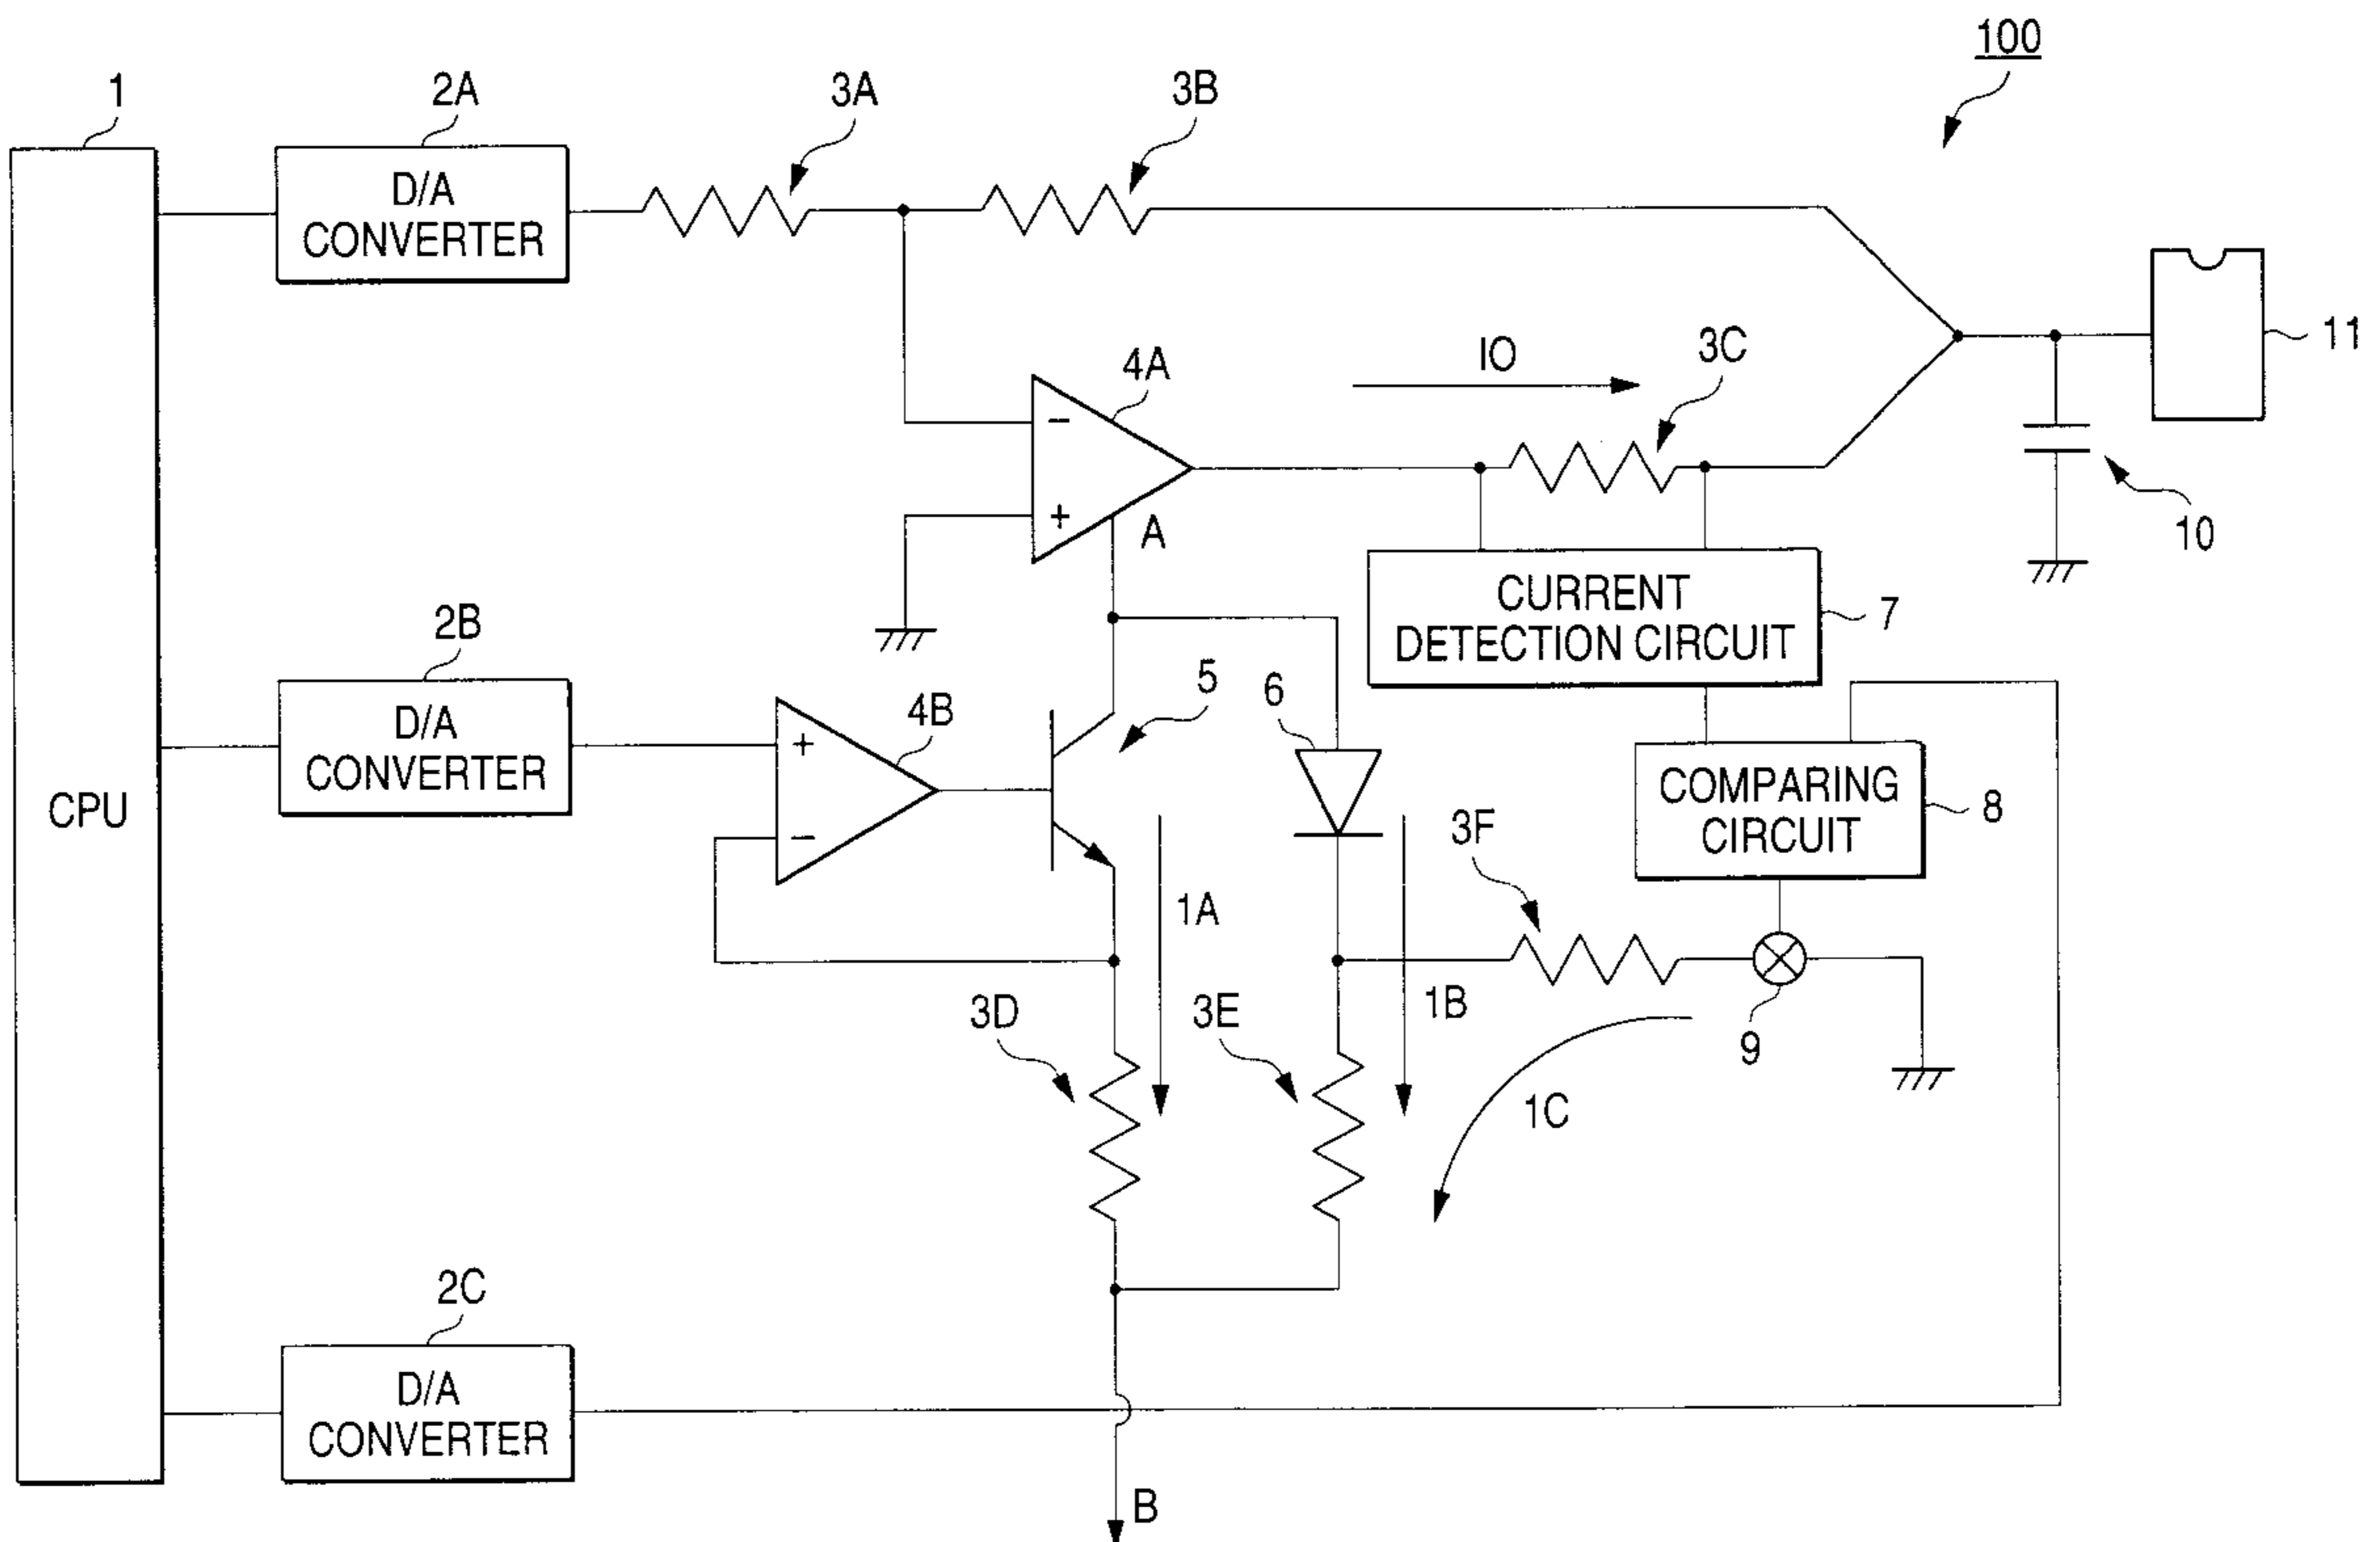 100
1
2A
3A
3B
D/A
CONVERTER
11
4A
IO
3C
−
+
A
10
CURRENT
DETECTION CIRCUIT
7
2B
D/A
CONVERTER
4B
5
6
+
−
CPU
COMPARING
CIRCUIT
8
3F
1A
1B
3D
3E
9
1C
2C
D/A
CONVERTER
B